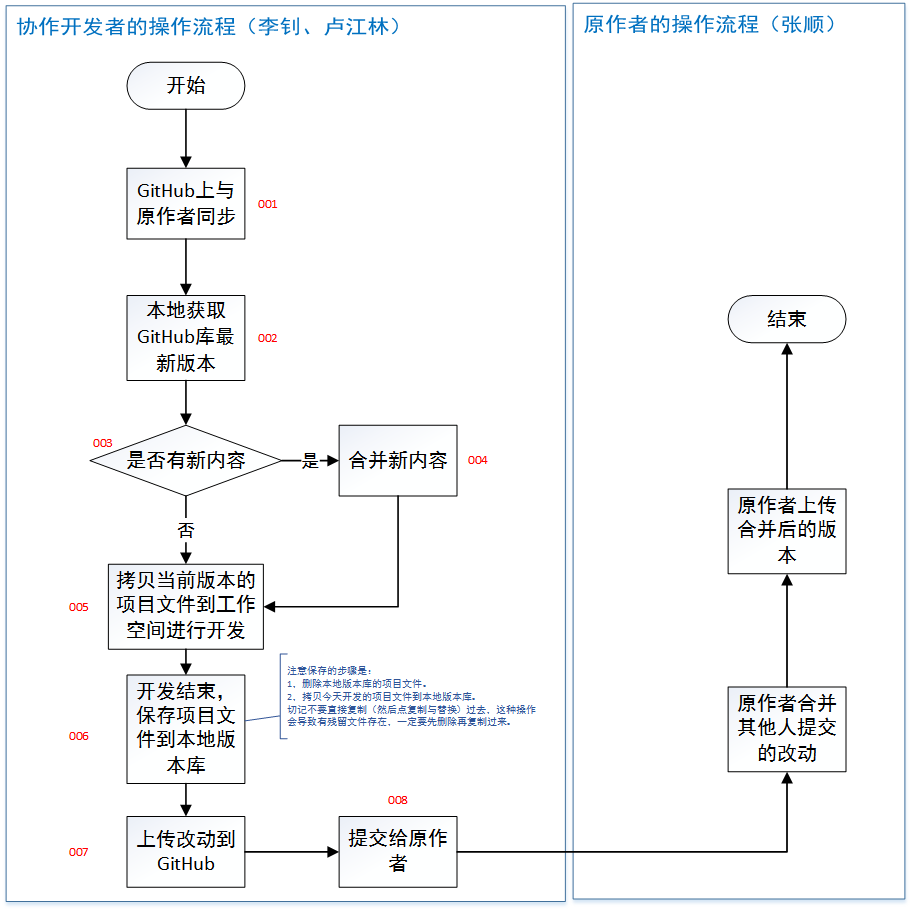 协作开发者的操作流程（李钊、卢江林）
开始
GitHub上与
原作者同步
001
本地获取
GitHub库最
新版本
002
003
是否有新内容
是
合并新内容
004
否
拷贝当前版本的
项目文件到工作
空间进行开发
005
开发结束，
保存项目文
件到本地版
本库
006
注意保存的步骤是：
1、删除本地版本库的项目文件。
2、拷贝今天开发的项目文件到本地版本库。
切记不要直接复制（然后点复制与替换）过去、这种操作
会导致有残留文件存在、一定要先删除再复制过来。
上传改动到
GitHub
007
008
提交给原作
者
原作者的操作流程（张顺）
结束
原作者上传
合并后的版
本
原作者合并
其他人提交
的改动